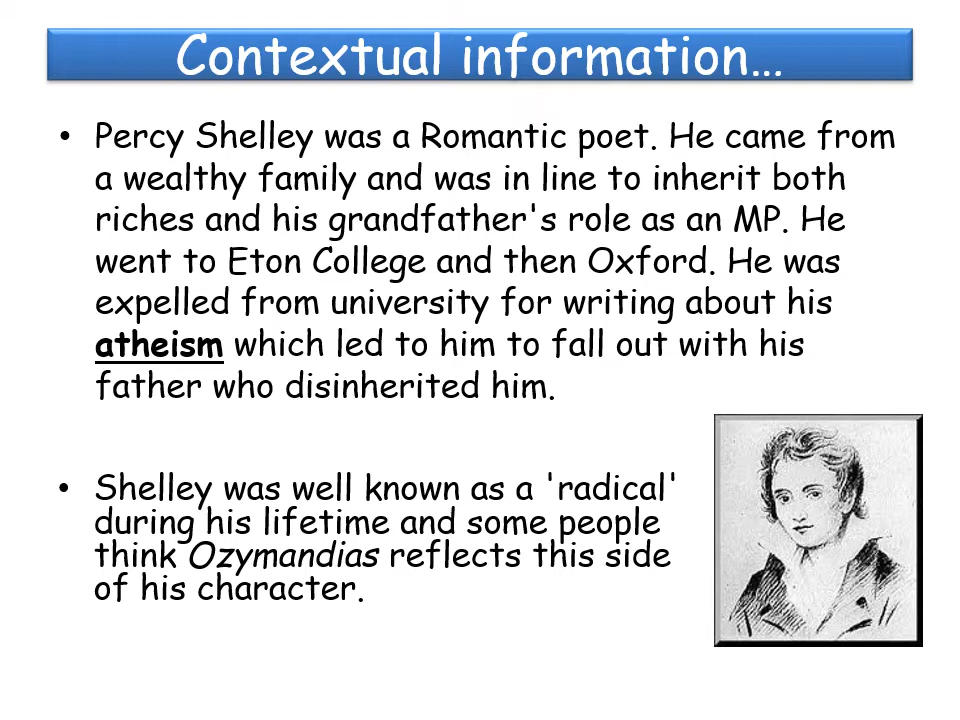 Contextual information…
• Percy Shelley was a Romantic poet. He came from
a wealthy family and was in line to inherit both
riches and his grandfather's role as an MP. He
went to Eton College and then Oxford. He was
expelled from university for writing about his
atheism which led to him to fall out with his
father who disinherited him.
• Shelley was well known as a 'radical'
during his lifetime and some people
think Ozymandias reflects this side
of his character.